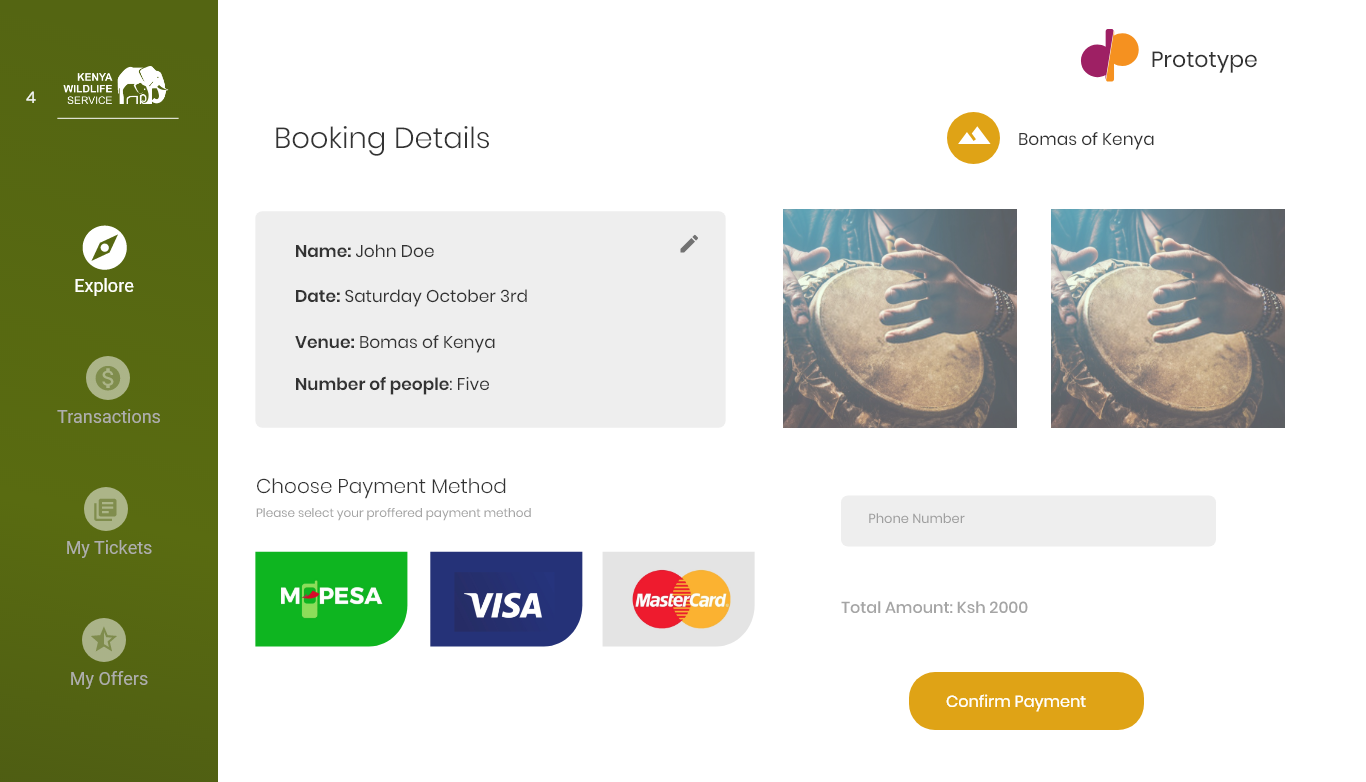 4
KENYA
WILDLIFE
SERVICE
Explore
Transactions
My Tickets
My Offers
dp Prototype
Booking Details
Bomas of Kenya
Name: John Doe
Date: Saturday October 3rd
Venue: Bomas of Kenya
Number of people: Five
Choose Payment Method
Please select your proffered payment method
M PESA
VISA
MasterCard
Phone Number
Total Amount: Ksh 2000
Confirm Payment